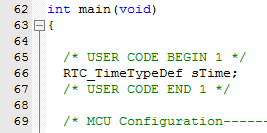 62 int main(void)
63 {
64
65 /* USER CODE BEGIN 1 */
66 RTC_TimeTypeDef sTime;
67 /* USER CODE END 1 */
68
69 /* MCU Configuration------